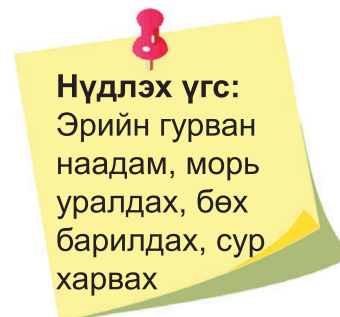 Нүдлэх үгс:
Эрийн гурван
наадам, морь
уралдах, бөх
барилдах, сур
харвах